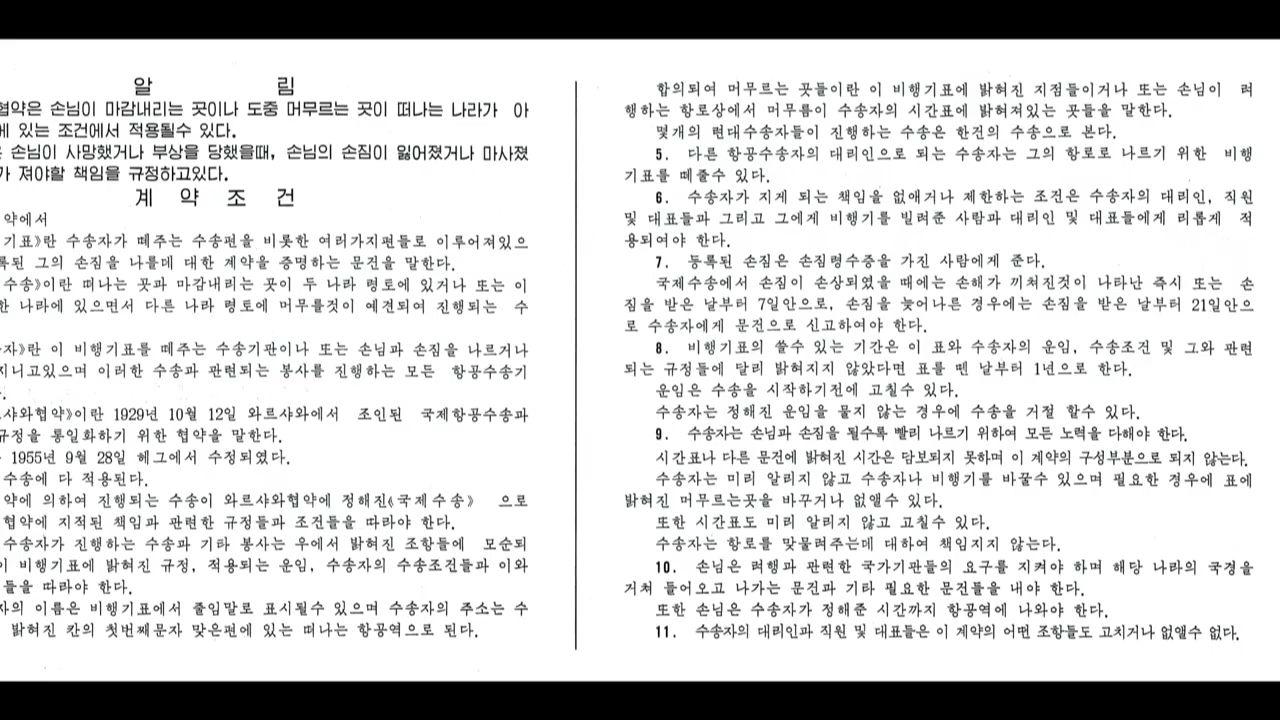 알 림
협약은 손님이 마감내리는 곳이나 도중 머무르는 곳이 떠나는 나라가 아
에 있는 조건에서 적용될수 있다.
손님이 사망했거나 부상을 당했을때, 손님의 손짐이 잃어졌거나 마사졌
가 져야할 책임을 규정하고있다.
계 약 조 건
약에서
기표》란 수송자가 떼주는 수송편을 비롯한 여러가지편들로 이루어져있으
록된 그의 손짐을 나를데 대한 계약을 증명하는 문건을 말한다.
수송》이란 떠나는 곳과 마감내리는 곳이 두 나라 령토에 있거나 또는 이
한 나라에 있으면서 다른 나라 령토에 머무를것이 예견되여 진행되는 수
자》란 이 비행기표를 떼주는 수송기관이나 또는 손님과 손짐을 나르거나
지니고있으며 이러한 수송과 관련되는 봉사를 진행하는 모든 항공수송기
르샤와협약》이란 1929년 10월 12일 와르샤와에서 조인된 국제항공수송과
규정을 통일화하기 위한 협약을 말한다.
1955년 9월 28일 헤그에서 수정되였다.
수송에 다 적용된다.
약에 의하여 진행되는 수송이 와르샤와협약에 정해진《국제수송》 으로
협약에 지적된 책임과 관련한 규정들과 조건들을 따라야 한다.
수송자가 진행하는 수송과 기타 봉사는 우에서 밝혀진 조항들에 모순되
이 비행기표에 밝혀진 규정, 적용되는 운임, 수송자의 수송조건들과 이와
들을 따라야 한다.
자의 이름은 비행기표에서 줄임말로 표시될수 있으며 수송자의 주소는 수
밝혀진 칸의 첫번째문자 맞은편에 있는 떠나는 항공역으로 된다.
합의되여 머무르는 곳들이란 이 비행기표에 밝혀진 지점들이거나 또는 손님이 려
행하는 항로상에서 머무름이 수송자의 시간표에 밝혀져있는 곳들을 말한다.
몇개의 련대수송자들이 진행하는 수송은 한건의 수송으로 본다.
5. 다른 항공수송자의 대리인으로 되는 수송자는 그의 항로로 나르기 위한 비행
기표를 떼줄수 있다.
6. 수송자가 지게 되는 책임을 없애거나 제한하는 조건은 수송자의 대리인, 직원
및 대표들과 그리고 그에게 비행기를 빌려준 사람과 대리인 및 대표들에게 리롭게 적
용되여야 한다.
7. 등록된 손짐은 손짐령수증을 가진 사람에게 준다.
국제수송에서 손짐이 손상되였을 때에는 손해가 끼쳐진것이 나타난 즉시 또는 손
짐을 받은 날부터 7일안으로, 손짐을 늦어나른 경우에는 손짐을 받은 날부터 21일안으
로 수송자에게 문건으로 신고하여야 한다.
8. 비행기표의 쓸수 있는 기간은 이 표와 수송자의 운임, 수송조건 및 그와 관련
되는 규정들에 달리 밝혀지지 않았다면 표를 뗀 날부터 1년으로 한다.
운임은 수송을 시작하기전에 고칠수 있다.
수송자는 정해진 운임을 물지 않는 경우에 수송을 거절 할수 있다.
9. 수송자는 손님과 손짐을 될수록 빨리 나르기 위하여 모든 노력을 다해야 한다.
시간표나 다른 문건에 밝혀진 시간은 담보되지 못하며 이 계약의 구성부분으로 되지 않는다.
수송자는 미리 알리지 않고 수송자나 비행기를 바꿀수 있으며 필요한 경우에 표에
밝혀진 머무르는곳을 바꾸거나 없앨수 있다.
또한 시간표도 미리 알리지 않고 고칠수 있다.
수송자는 항로를 맞물려주는데 대하여 책임지지 않는다.
10. 손님은 려행과 관련한 국가기관들의 요구를 지켜야 하며 해당 나라의 국경을
거쳐 들어오고 나가는 문건과 기타 필요한 문건들을 내야 한다.
또한 손님은 수송자가 정해준 시간까지 항공역에 나와야 한다.
11. 수송자의 대리인과 직원 및 대표들은 이 계약의 어떤 조항들도 고치거나 없앨수 없다.